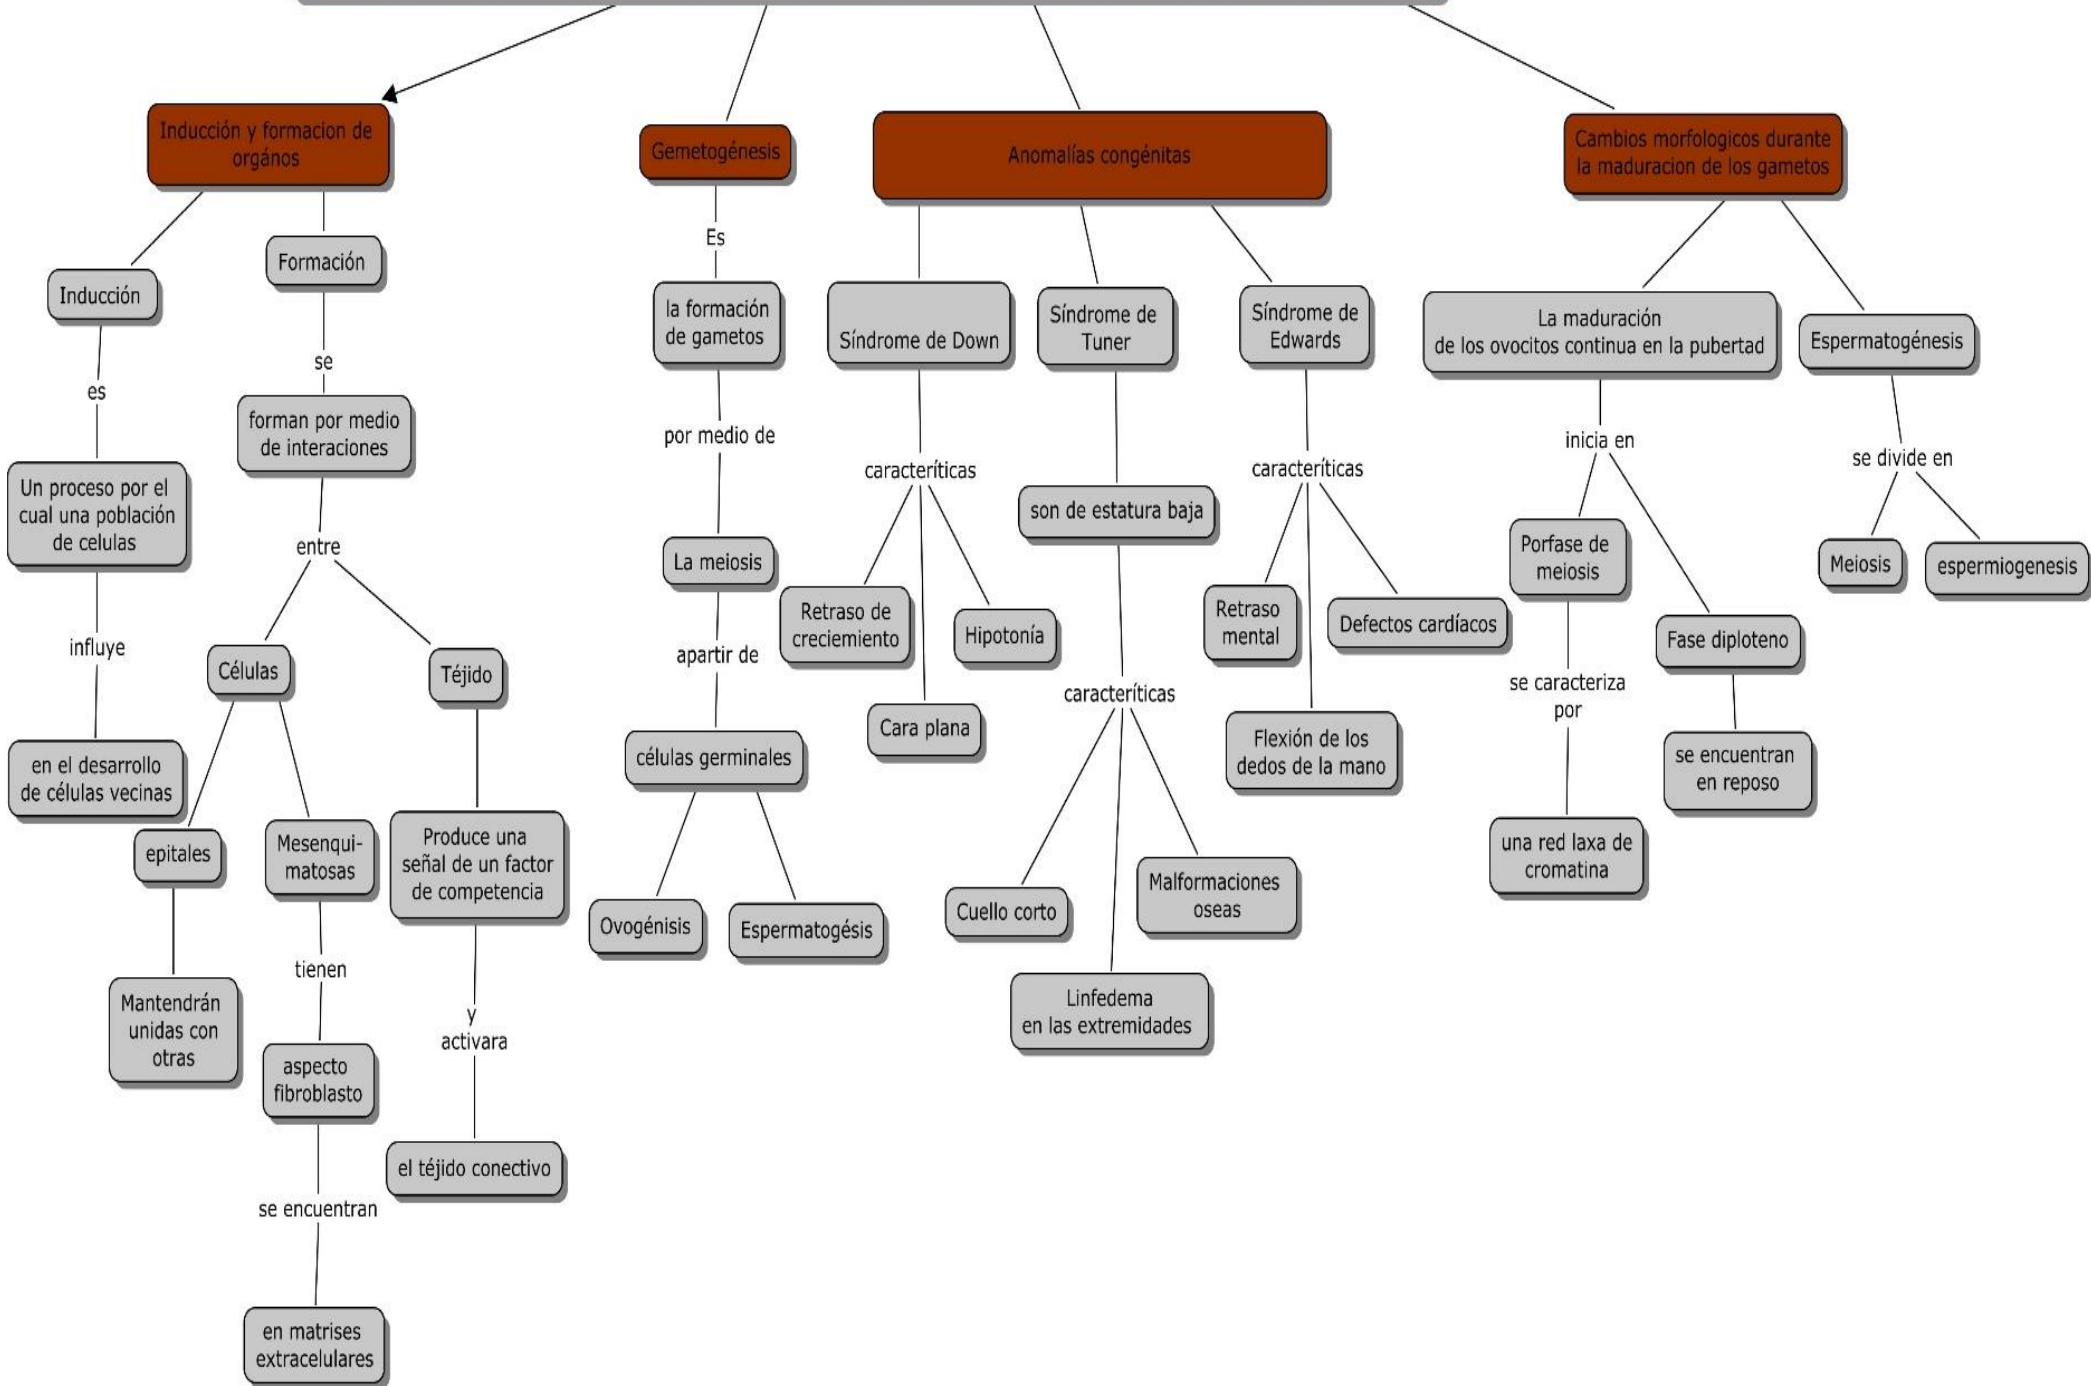 Inducción y formacion de
orgános
Inducción
es
Un proceso por el
cual una población
de celulas
influye
en el desarrollo
de células vecinas
Formación
se
forman por medio
de interaciones
entre
Células
epitales
Mantendrán
unidas con
otras
Mesenqui-
matosas
tienen
aspecto
fibroblasto
se encuentran
en matrises
extracelulares
Téjido
Produce una
señal de un factor
de competencia
y
activara
el téjido conectivo
Gemetogénesis
Es
la formación
de gametos
por medio de
La meiosis
apartir de
células germinales
Ovogénisis
Espermatogésis
Anomalías congénitas
Síndrome de Down
caracteríticas
Retraso de
creciemiento
Cara plana
Hipotonía
Síndrome de
Tuner
son de estatura baja
caracteríticas
Cuello corto
Linfedema
en las extremidades
Malformaciones
oseas
Síndrome de
Edwards
caracteríticas
Retraso
mental
Flexión de los
dedos de la mano
Defectos cardíacos
Cambios morfologicos durante
la maduracion de los gametos
La maduración
de los ovocitos continua en la pubertad
inicia en
Porfase de
meiosis
se caracteriza
por
una red laxa de
cromatina
Fase diploteno
se encuentran
en reposo
Espermatogénesis
se divide en
Meiosis
espermiogenesis